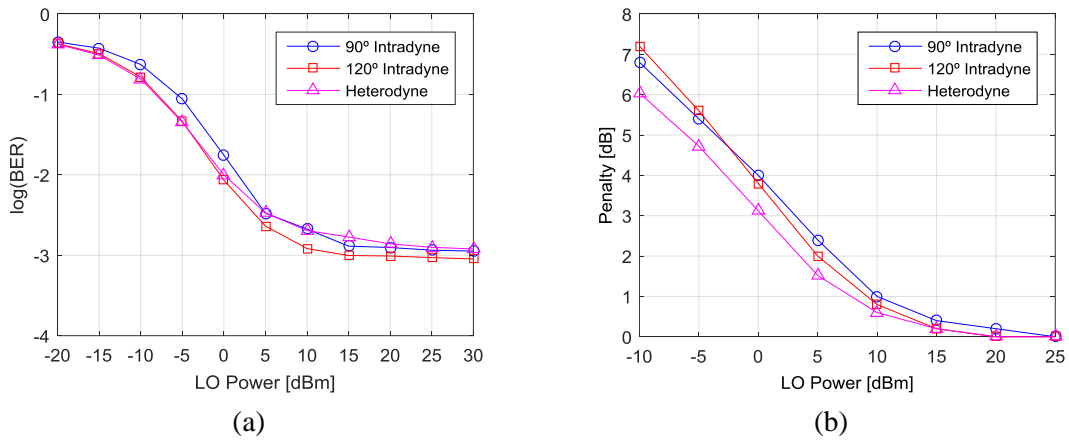 0
-1
-2
-3
-4
log(BER)
-20 -15 -10 -5 0 5 10 15 20 25 30
LO Power [dBm]
90º Intradyne
120º Intradyne
Heterodyne
(a)
8
7
6
5
4
3
2
1
0
Penalty [dB]
-10 -5 0 5 10 15 20 25
LO Power [dBm]
90º Intradyne
120º Intradyne
Heterodyne
(b)